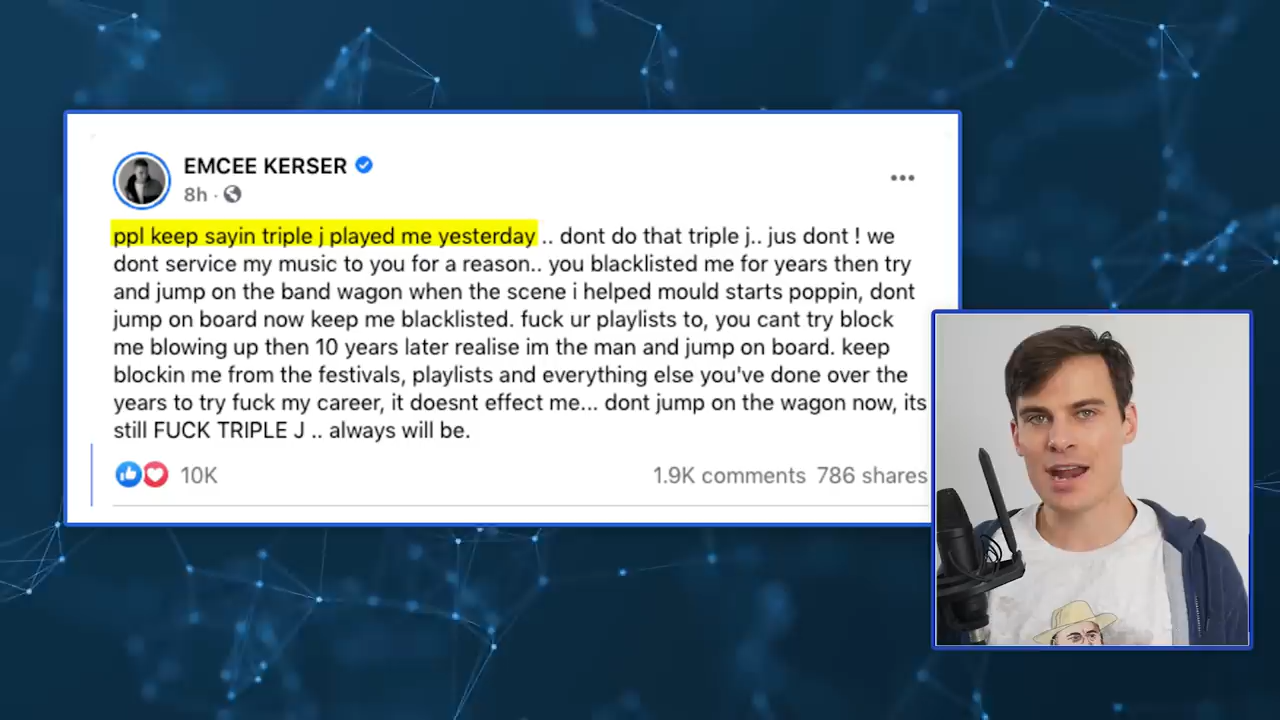 EMCEE KERSER
8h ·
ppl keep sayin triple j played me yesterday .. dont do that triple j.. jus dont ! we
dont service my music to you for a reason.. you blacklisted me for years then try
and jump on the band wagon when the scene i helped mould starts poppin, dont
jump on board now keep me blacklisted. fuck ur playlists to, you cant try block
me blowing up then 10 years later realise im the man and jump on board. keep
blockin me from the festivals, playlists and everything else you've done over the
years to try fuck my career, it doesnt effect me... dont jump on the wagon now, its
still FUCK TRIPLE J .. always will be.
10K 1.9K comments 786 shares